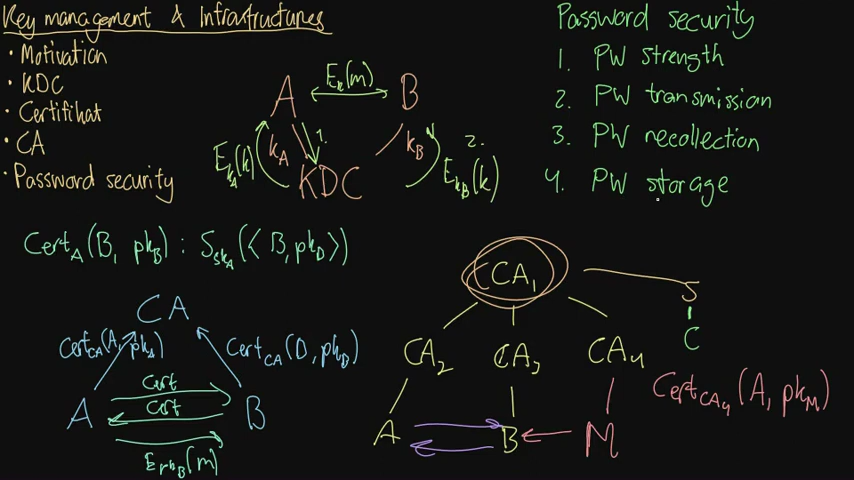 Key management & Infrastructures
• Motivation
• KDC
• Certifikat
• CA
• Password security
A E_k(m) B
k_A 1. k_B 2.
E_kA(k) KDC E_kB(k)
Password security
1. PW strength
2. PW transmission
3. PW recollection
4. PW storage
Cert_A(B, pk_B) : S_skA(⟨B, pk_B⟩)
CA
Cert_CA(A, pk_A) Cert_CA(B, pk_B)
Cert
Cert
A B
E_pkB(m)
CA_1
S
C
CA_2 CA_3 CA_4
Cert_CA4(A, pk_M)
A B M